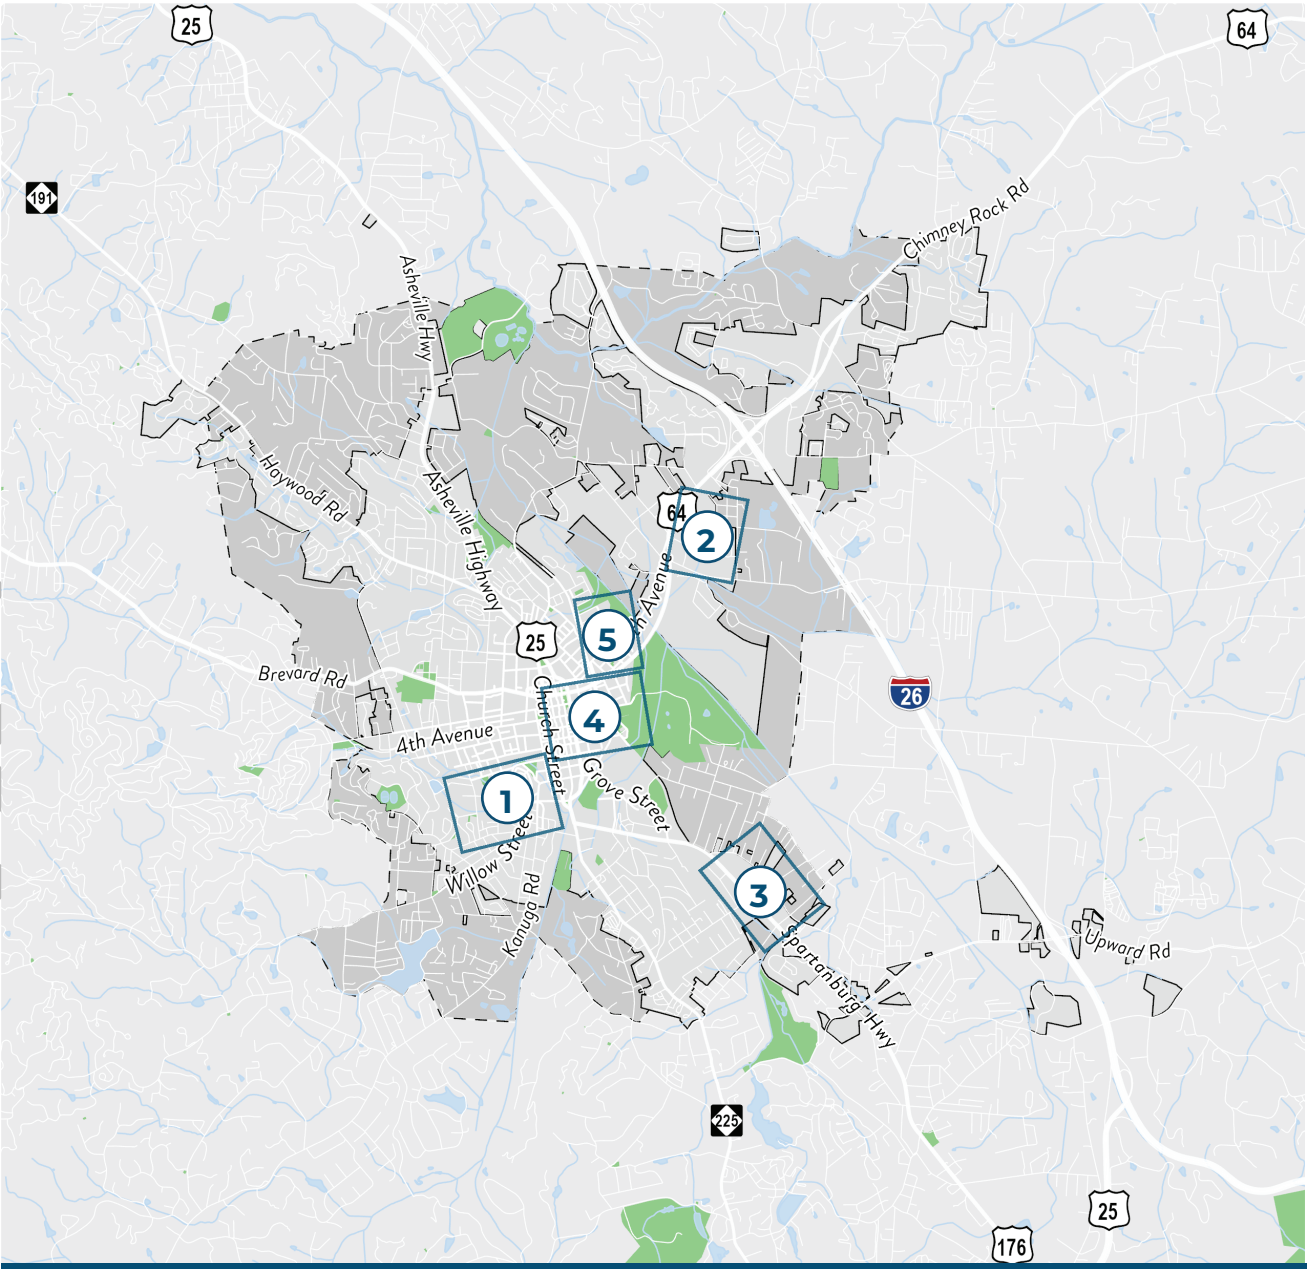 25
64
191
Chimney Rock Rd
Asheville Hwy
Haywood Rd
Asheville Highway
64
2
Avenue
5
25
Brevard Rd
26
Church Street
4
4th Avenue
Grove Street
1
Willow Street
3
Kanuga Rd
Spartanburg Hwy
Upward Rd
225
25
176